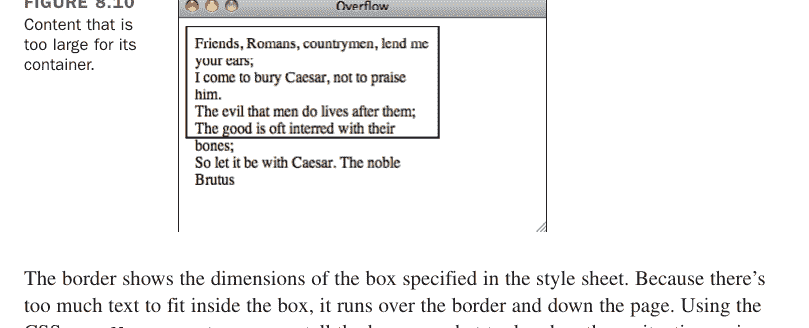 FIGURE 8.10
Content that is
too large for its
container.
Overflow
Friends, Romans, countrymen, lend me
your ears;
I come to bury Caesar, not to praise
him.
The evil that men do lives after them;
The good is oft interred with their
bones;
So let it be with Caesar. The noble
Brutus
The border shows the dimensions of the box specified in the style sheet. Because there’s
too much text to fit inside the box, it runs over the border and down the page. Using the